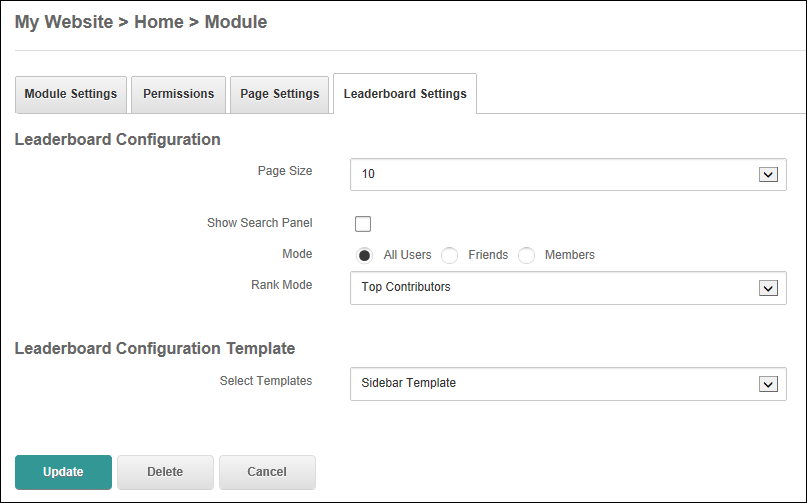 My Website > Home > Module
Module Settings Permissions Page Settings Leaderboard Settings
Leaderboard Configuration
Page Size 10
Show Search Panel
Mode All Users Friends Members
Rank Mode Top Contributors
Leaderboard Configuration Template
Select Templates Sidebar Template
Update Delete Cancel